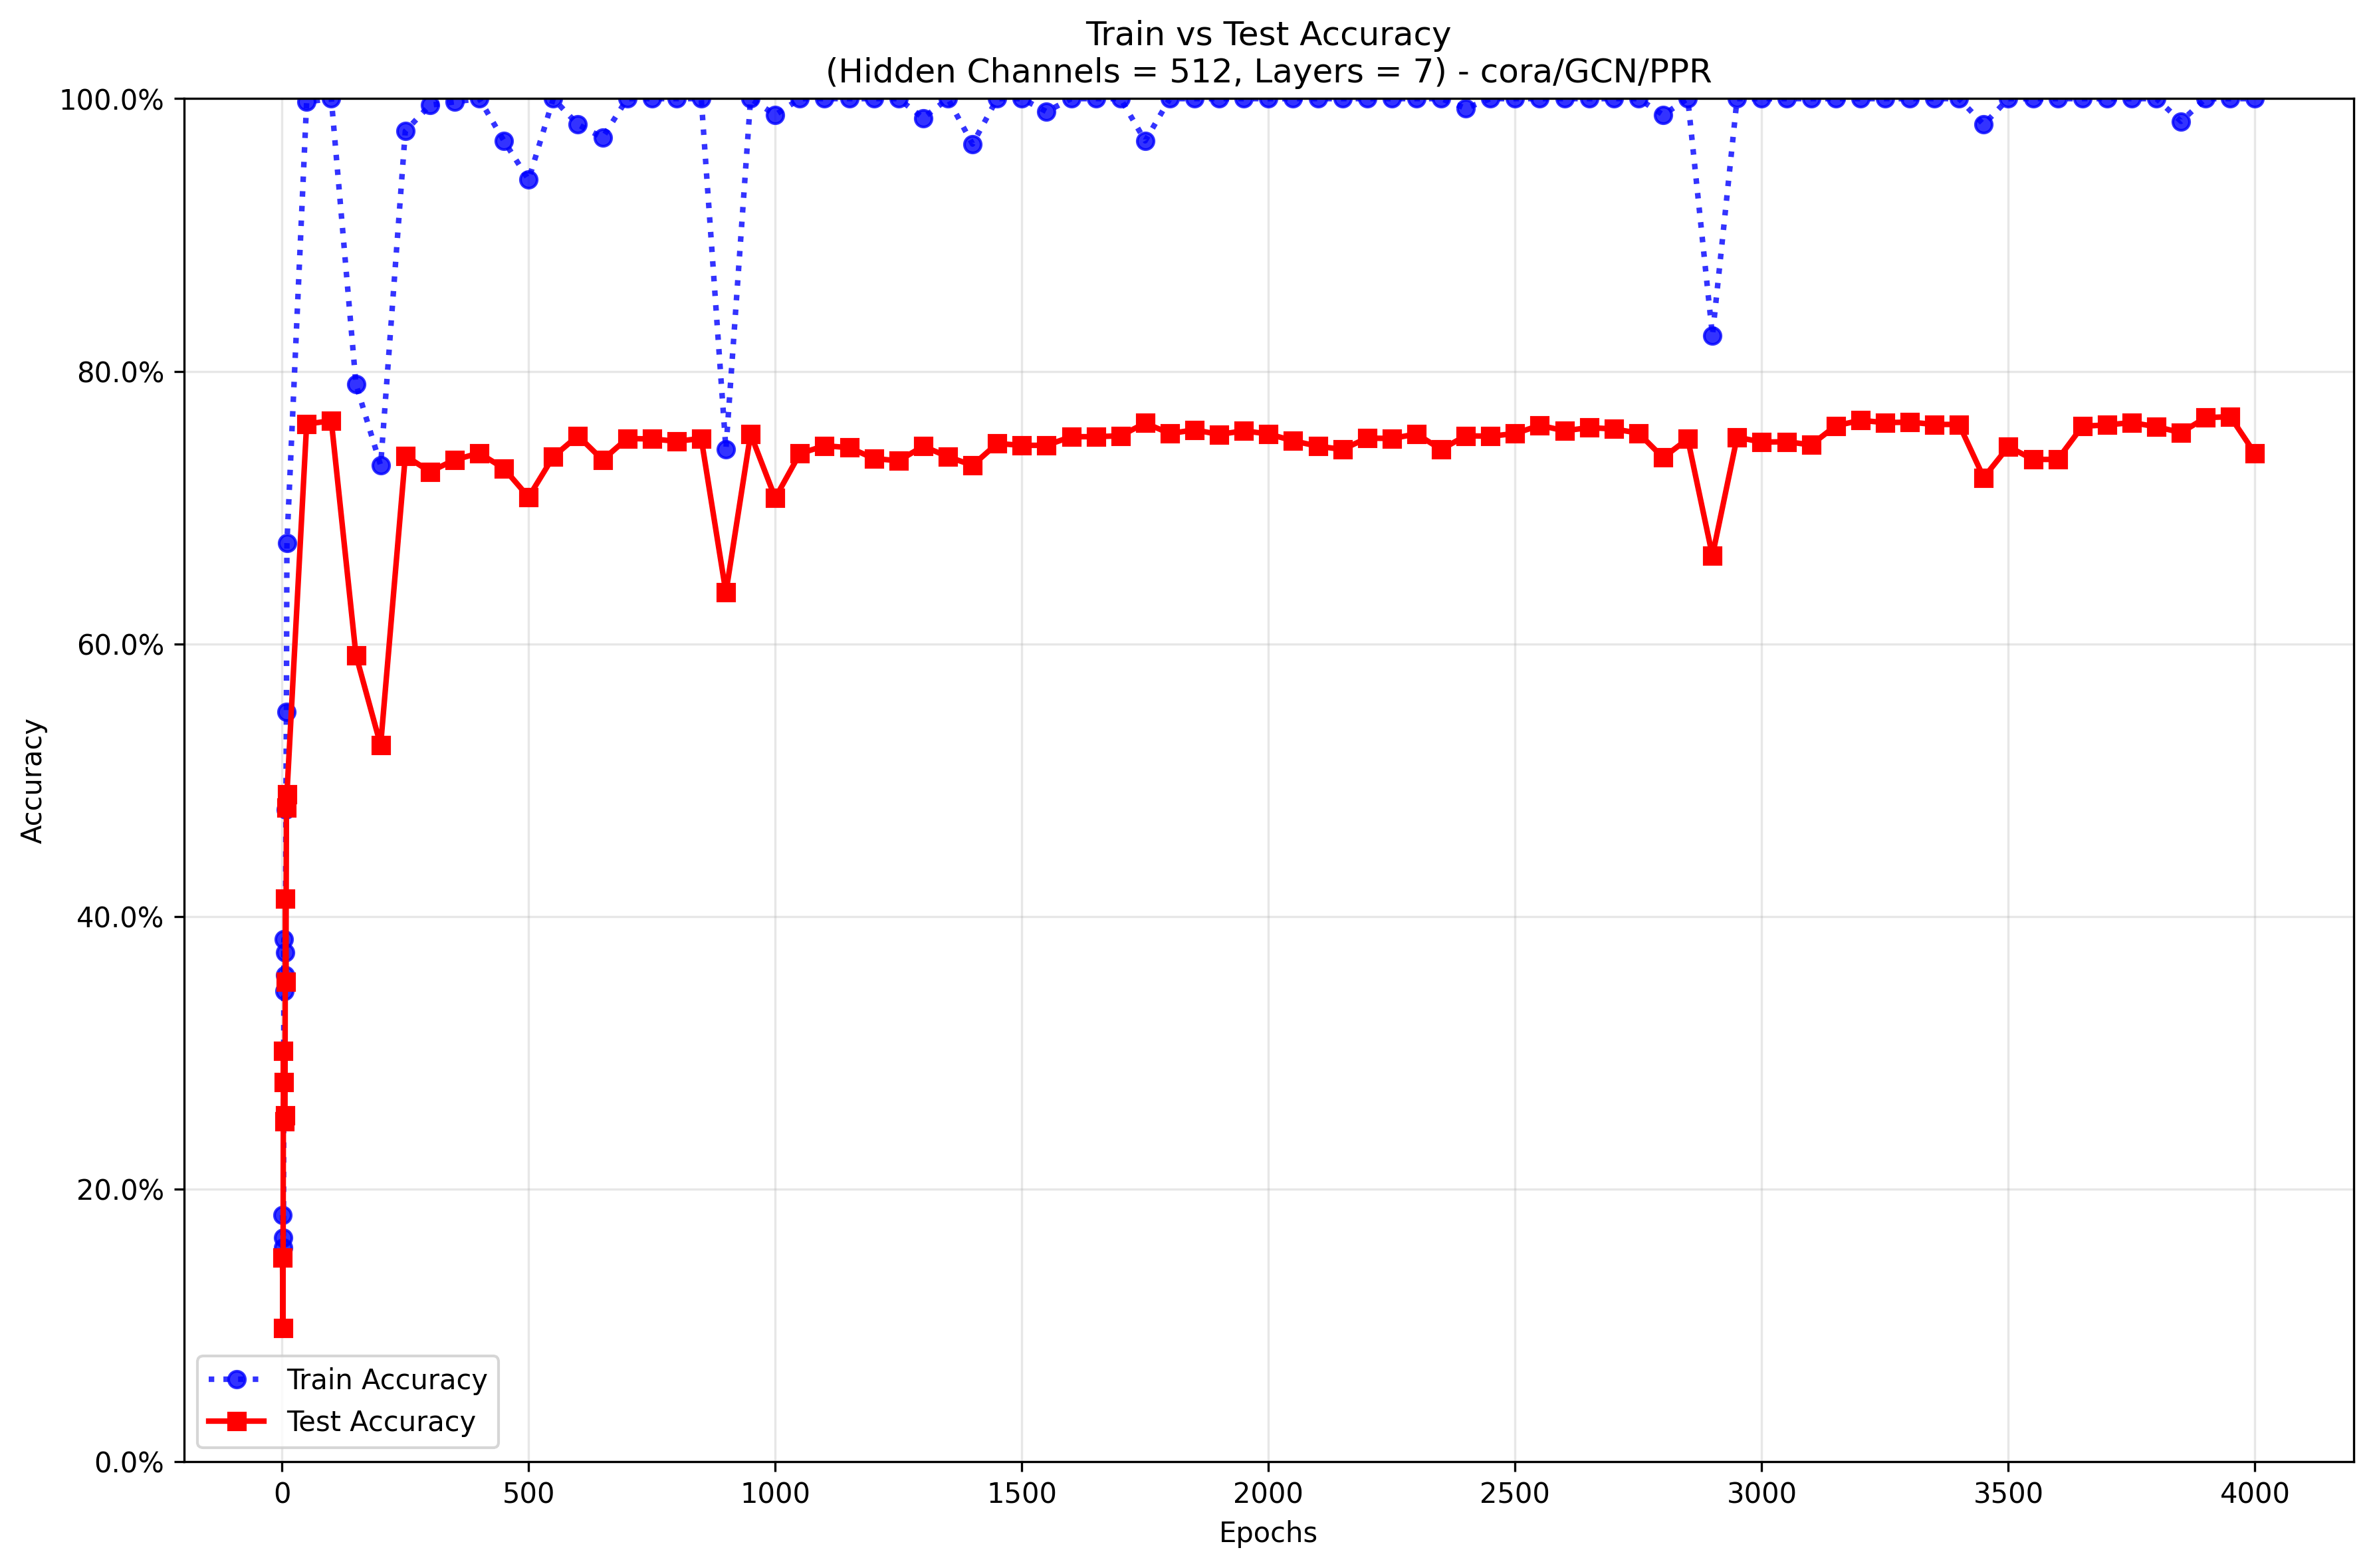 Train vs Test Accuracy
(Hidden Channels = 512, Layers = 7) - cora/GCN/PPR
100.0%
80.0%
60.0%
40.0%
20.0%
0.0%
Accuracy
Train Accuracy
Test Accuracy
0 500 1000 1500 2000 2500 3000 3500 4000
Epochs